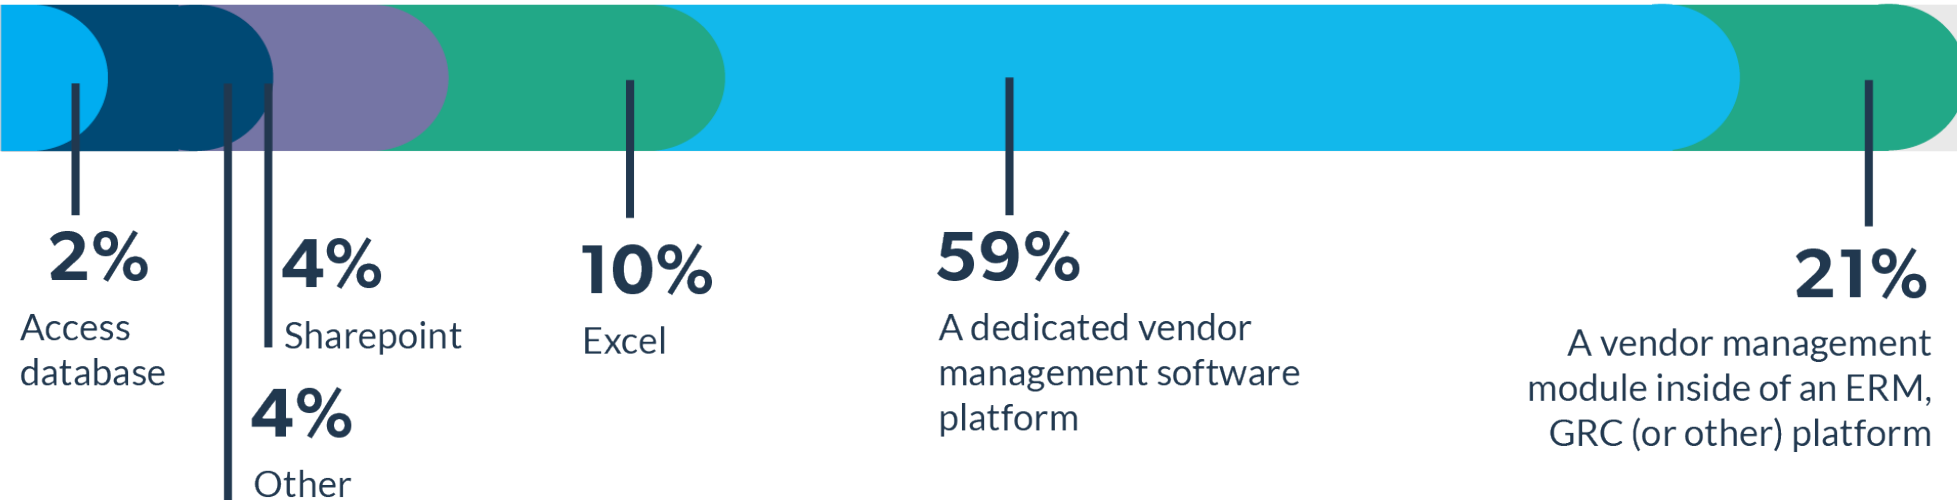 2%
Access
database
4%
Sharepoint
4%
Other
10%
Excel
59%
A dedicated vendor
management software
platform
21%
A vendor management
module inside of an ERM,
GRC (or other) platform